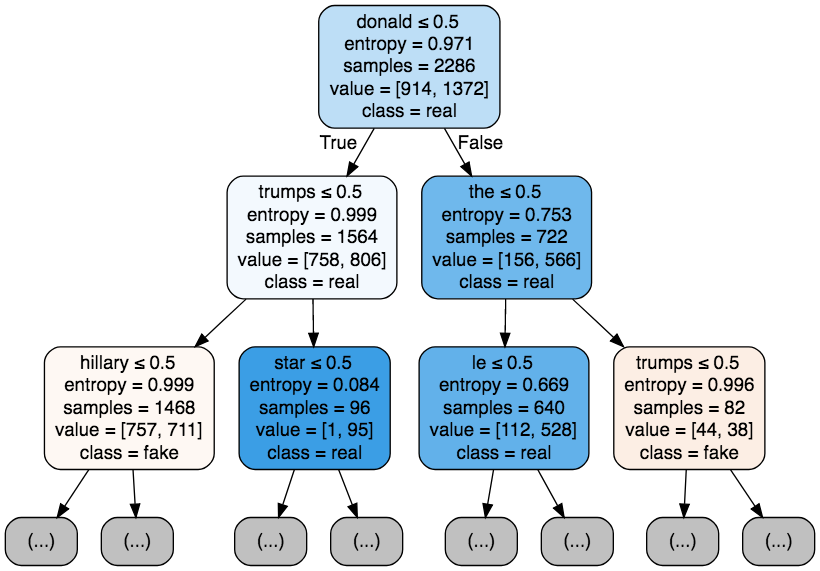 donald ≤ 0.5
entropy = 0.971
samples = 2286
value = [914, 1372]
class = real
True
False
trumps ≤ 0.5
entropy = 0.999
samples = 1564
value = [758, 806]
class = real
the ≤ 0.5
entropy = 0.753
samples = 722
value = [156, 566]
class = real
hillary ≤ 0.5
entropy = 0.999
samples = 1468
value = [757, 711]
class = fake
star ≤ 0.5
entropy = 0.084
samples = 96
value = [1, 95]
class = real
le ≤ 0.5
entropy = 0.669
samples = 640
value = [112, 528]
class = real
trumps ≤ 0.5
entropy = 0.996
samples = 82
value = [44, 38]
class = fake
(...)
(...)
(...)
(...)
(...)
(...)
(...)
(...)